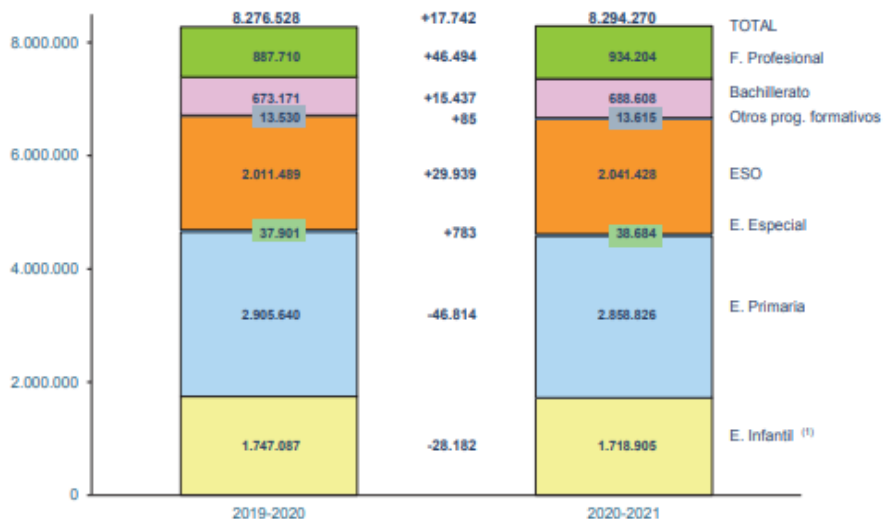 8.276.528 +17.742 8.294.270 TOTAL
8.000.000
887.710 +46.494 934.204 F. Profesional
673.171 +15.437 688.608 Bachillerato
13.530 +85 13.615 Otros prog. formativos
6.000.000
2.011.489 +29.939 2.041.428 ESO
37.901 +783 38.684 E. Especial
4.000.000
2.905.640 -46.814 2.858.826 E. Primaria
2.000.000
1.747.087 -28.182 1.718.905 E. Infantil (1)
0
2019-2020 2020-2021